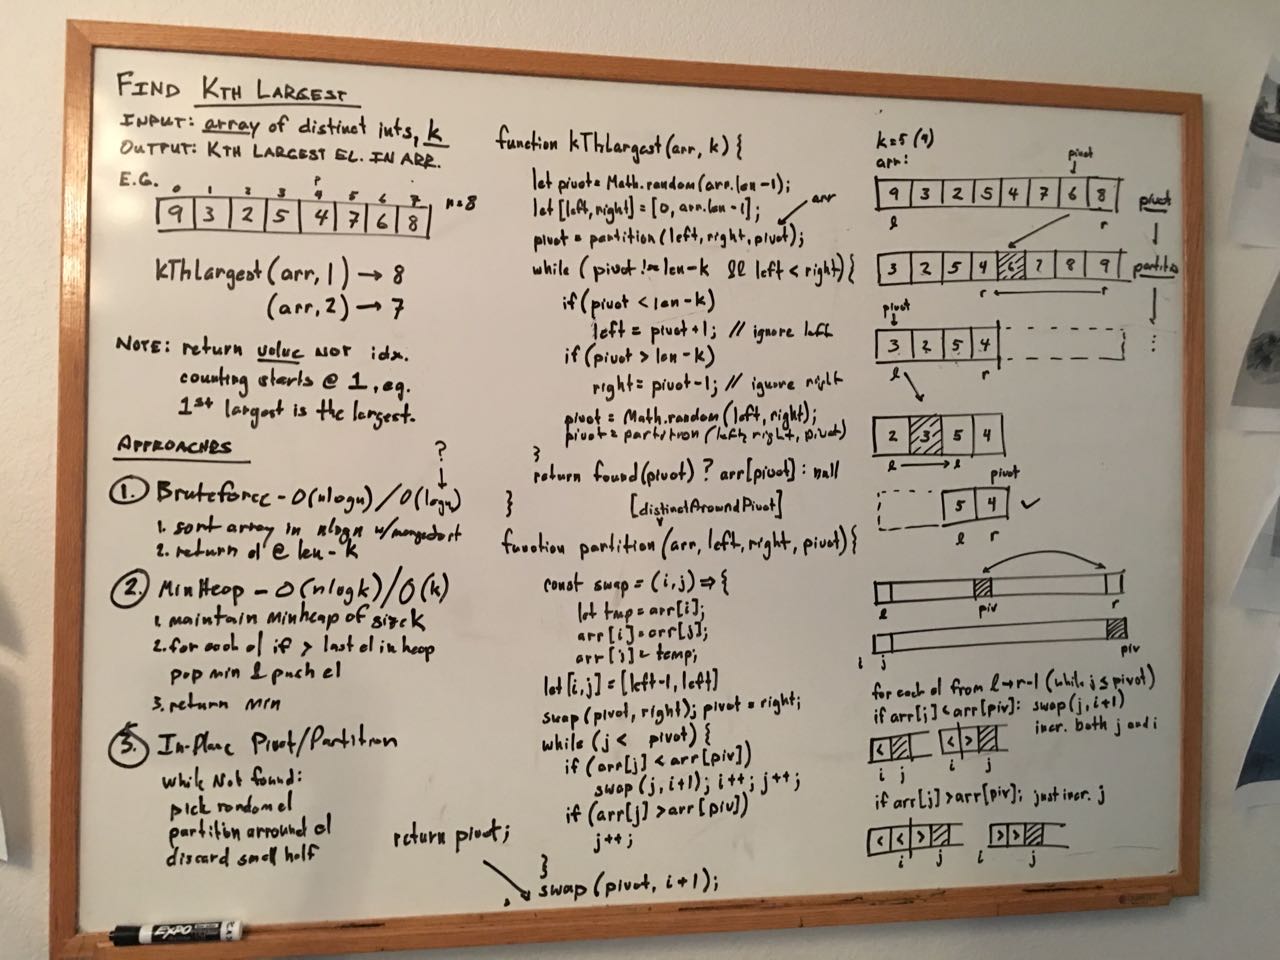 FIND KTH LARGEST
INPUT: array of distinct ints, k
OUTPUT: KTH LARGEST EL. IN ARR.
E.G.
0 1 2 3 4 5 6 7
9 3 2 5 4 7 6 8 n=8
kThLargest(arr, 1) → 8
(arr, 2) → 7
NOTE: return value NOT idx.
counting starts @ 1, eg.
1st largest is the largest.
APPROACHES
?
1. Bruteforce - O(nlogn) / O(logn)
1. sort array in nlogn w/mergesort
2. return el @ len-k
2. MinHeap - O(nlogk) / O(k)
1. maintain minheap of size k
2. for each el if > last el in heap
pop min & push el
3. return min
3. In-Place Pivot/Partition
while Not found:
pick random el
partition arround el
discard small half
function kThLargest(arr, k) {
let pivot = Math.random(arr.len-1);
let [left, right] = [0, arr.len-1];
arr
pivot = partition(left, right, pivot);
while (pivot != len-k && left < right) {
if (pivot < len-k)
left = pivot+1; // ignore left
if (pivot > len-k)
right = pivot-1; // ignore right
pivot = Math.random(left, right);
pivot = partition(left, right, pivot)
}
return found(pivot) ? arr[pivot] : null
}
[distinctAroundPivot]
function partition(arr, left, right, pivot) {
const swap = (i,j) => {
let tmp = arr[i];
arr[i] = arr[j];
arr[j] = temp;
let [i,j] = [left-1, left]
swap(pivot, right); pivot = right;
while (j < pivot) {
if (arr[j] < arr[piv])
swap(j, i+1); i++; j++;
if (arr[j] > arr[piv])
j++;
}
return pivot;
swap(pivot, i+1);
k=5 (4)
arr:
pivot
9 3 2 5 4 7 6 8
l r
pivot
3 2 5 4 6 7 8 9
partition
r r
pivot
3 2 5 4
l r
2 3 5 4
l l
pivot
5 4 ✓
l r
l piv r
i j piv
for each el from l→r-1 (while j ≤ pivot)
if arr[j] < arr[piv]: swap(j, i+1)
incr. both j and i
< < >
i j i j
if arr[j] > arr[piv]; just incr. j
< < > > >
i j i j
EXPO